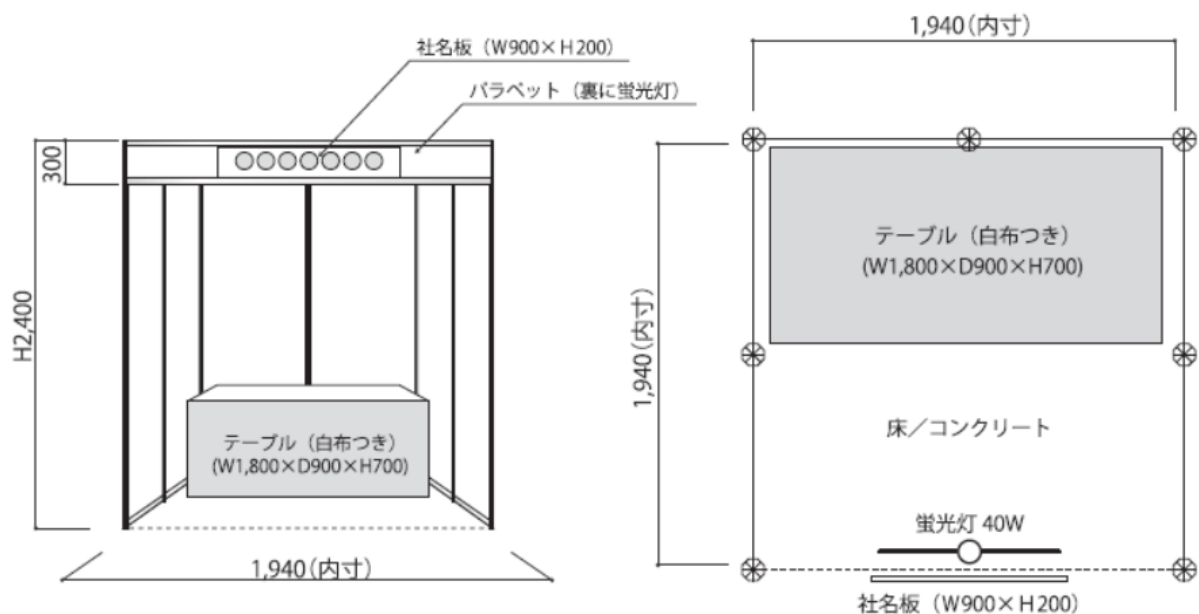 社名板（W900×H200）
パラペット（裏に蛍光灯）
300
H2,400
テーブル（白布つき）
(W1,800×D900×H700)
1,940(内寸）
1,940(内寸）
1,940(内寸）
テーブル（白布つき）
(W1,800×D900×H700)
床／コンクリート
蛍光灯 40W
社名板（W900×H200）